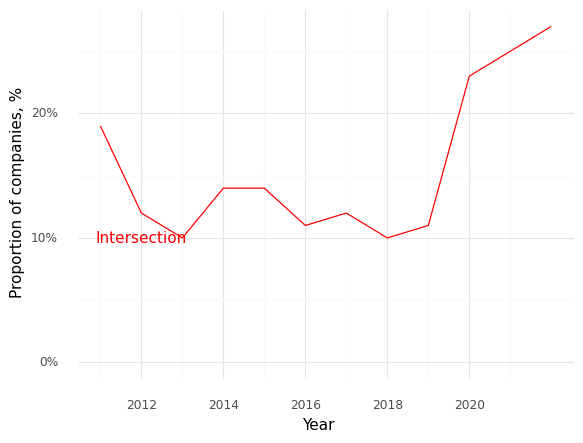 Proportion of companies, %
20%
10%
0%
Intersection
2012 2014 2016 2018 2020
Year